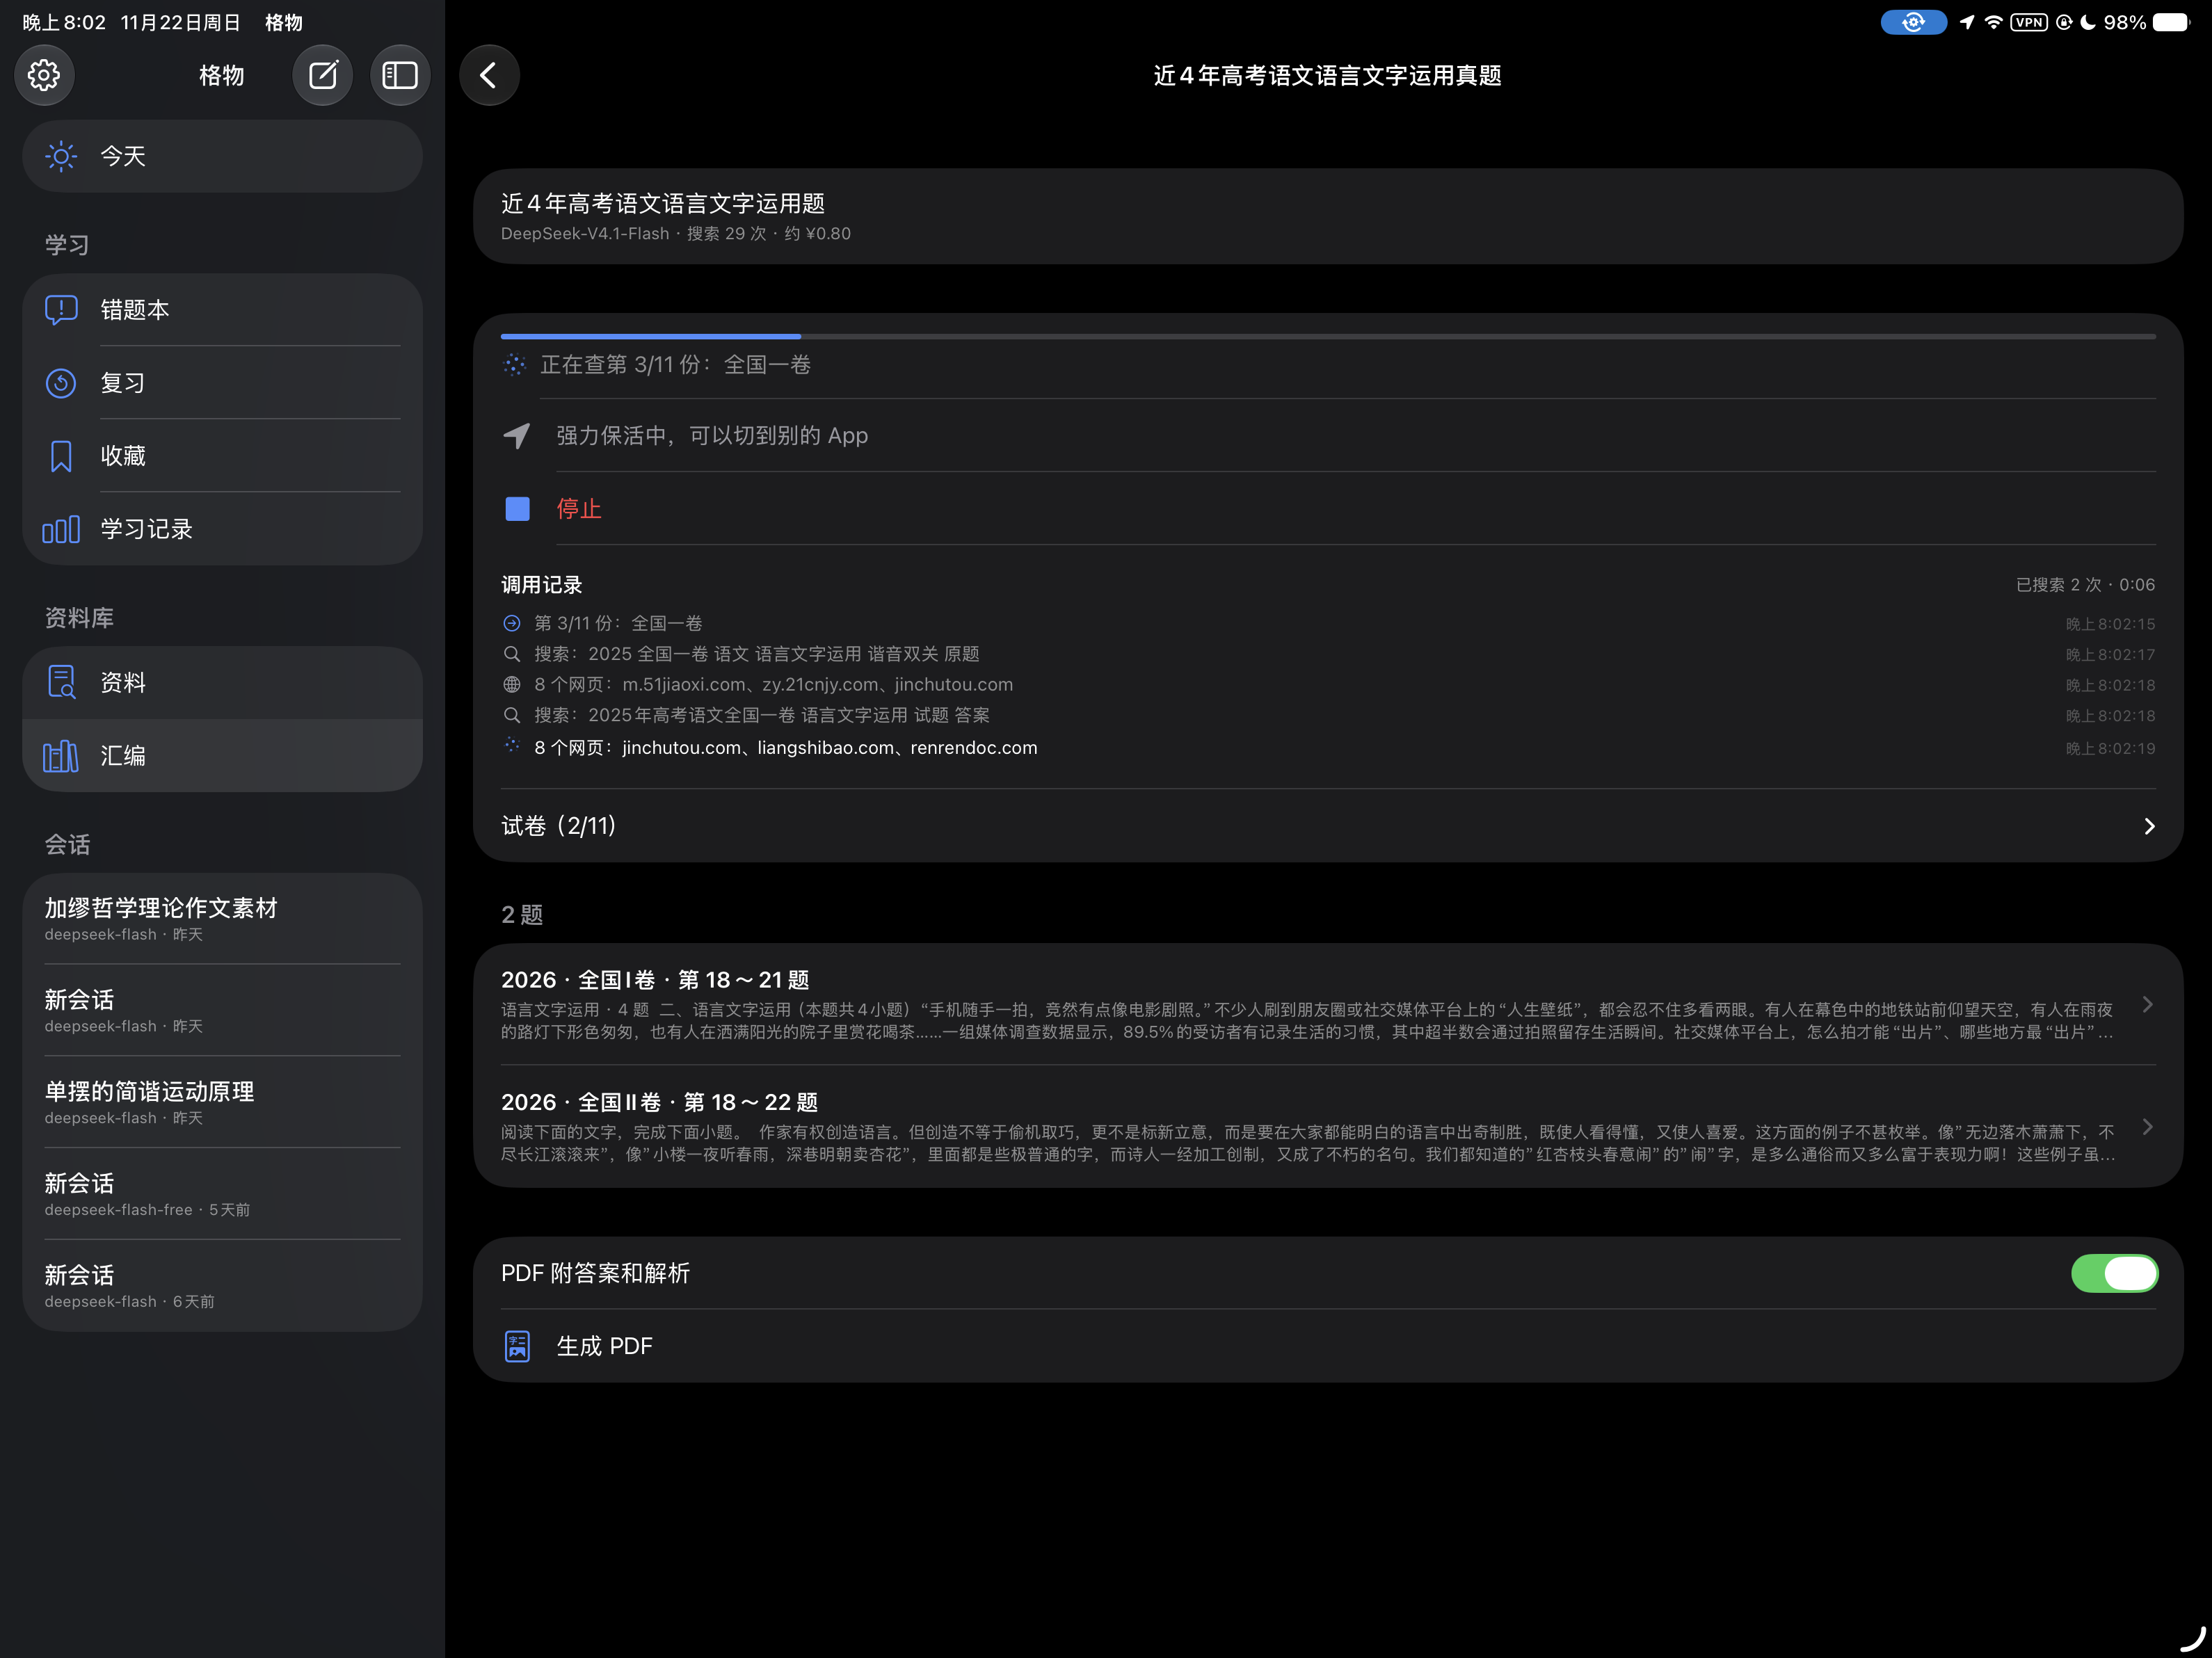 晚上8:02 11月22日周日 格物
VPN 98%
格物
近4年高考语文语言文字运用真题
今天
学习
错题本
复习
收藏
学习记录
资料库
资料
汇编
会话
加缪哲学理论作文素材
deepseek-flash · 昨天
新会话
deepseek-flash · 昨天
单摆的简谐运动原理
deepseek-flash · 昨天
新会话
deepseek-flash-free · 5天前
新会话
deepseek-flash · 6天前
近4年高考语文语言文字运用题
DeepSeek-V4.1-Flash · 搜索 29 次 · 约 ¥0.80
正在查第 3/11 份：全国一卷
强力保活中，可以切到别的 App
停止
调用记录 已搜索 2 次 · 0:06
第 3/11 份：全国一卷 晚上8:02:15
搜索：2025 全国一卷 语文 语言文字运用 谐音双关 原题 晚上8:02:17
8 个网页：m.51jiaoxi.com、zy.21cnjy.com、jinchutou.com 晚上8:02:18
搜索：2025年高考语文全国一卷 语言文字运用 试题 答案 晚上8:02:18
8 个网页：jinchutou.com、liangshibao.com、renrendoc.com 晚上8:02:19
试卷（2/11）
2 题
2026 · 全国I卷 · 第 18～21 题
语言文字运用 · 4 题 二、语言文字运用（本题共4小题）“手机随手一拍，竟然有点像电影剧照。”不少人刷到朋友圈或社交媒体平台上的“人生壁纸”，都会忍不住多看两眼。有人在暮色中的地铁站前仰望天空，有人在雨夜
的路灯下形色匆匆，也有人在洒满阳光的院子里赏花喝茶……一组媒体调查数据显示，89.5%的受访者有记录生活的习惯，其中超半数会通过拍照留存生活瞬间。社交媒体平台上，怎么拍才能“出片”、哪些地方最“出片”…
2026 · 全国II卷 · 第 18～22 题
阅读下面的文字，完成下面小题。 作家有权创造语言。但创造不等于偷机取巧，更不是标新立意，而是要在大家都能明白的语言中出奇制胜，既使人看得懂，又使人喜爱。这方面的例子不甚枚举。像”无边落木萧萧下，不
尽长江滚滚来”，像”小楼一夜听春雨，深巷明朝卖杏花”，里面都是些极普通的字，而诗人一经加工创制，又成了不朽的名句。我们都知道的”红杏枝头春意闹”的”闹”字，是多么通俗而又多么富于表现力啊！这些例子虽…
PDF 附答案和解析
生成 PDF